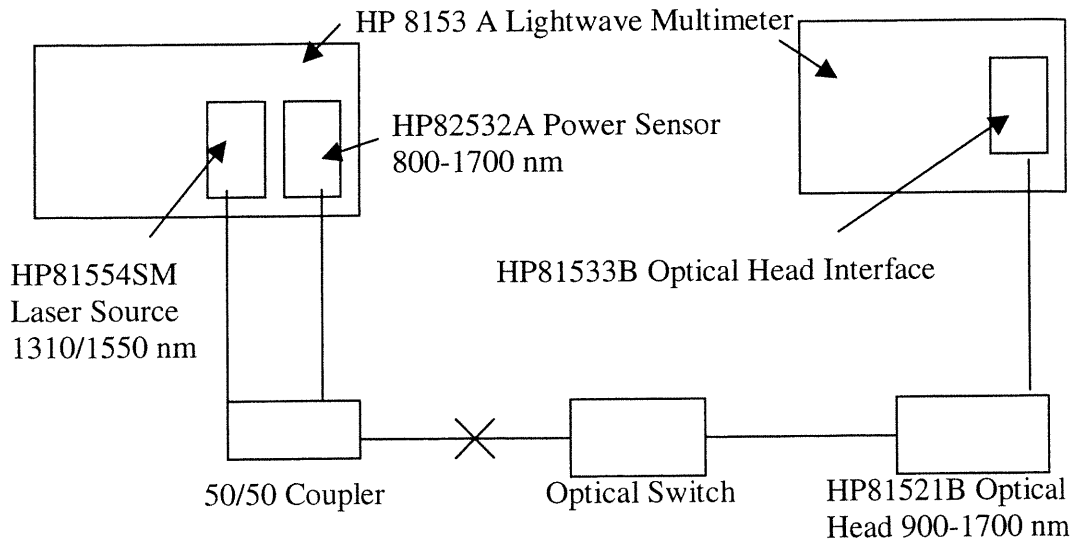 HP 8153 A Lightwave Multimeter
HP82532A Power Sensor
800-1700 nm
HP81554SM
Laser Source
1310/1550 nm
HP81533B Optical Head Interface
50/50 Coupler
Optical Switch
HP81521B Optical
Head 900-1700 nm